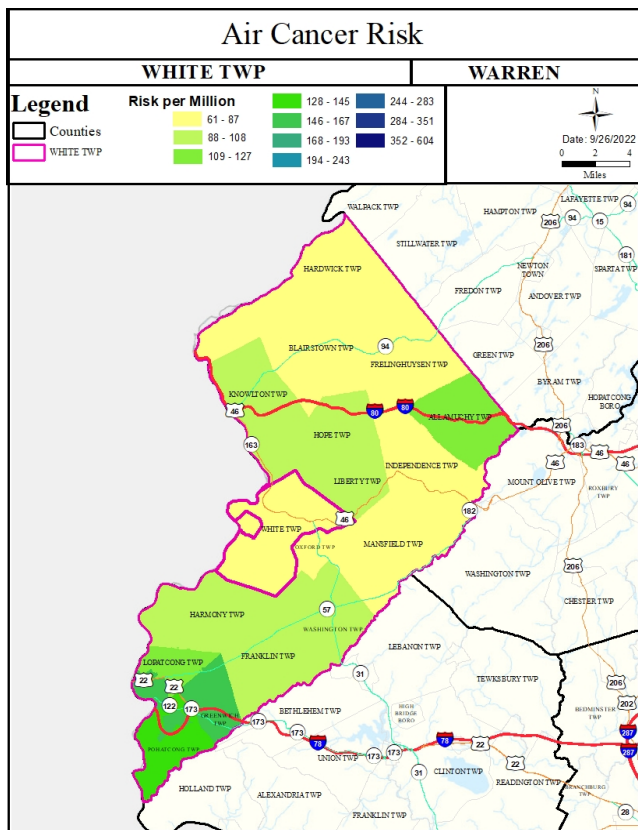 Air Cancer Risk
WHITE TWP
WARREN
Legend
Counties
WHITE TWP
Risk per Million
61 - 87
88 - 108
109 - 127
128 - 145
146 - 167
168 - 193
194 - 243
244 - 283
284 - 351
352 - 604
N
Date: 9/26/2022
0 2 4
Miles
WALPACK TWP
LAFAYETTE TWP
94
HAMPTON TWP
206
94
15
STILLWATER TWP
181
HARDWICK TWP
NEWTON
TOWN
SPARTA TWP
FREDON TWP
ANDOVER TWP
94
BLAIRSTOWN TWP
206
GREEN TWP
FRELINGHUYSEN TWP
BYRAM TWP
KNOWLTON TWP
HOPATCONG
BORO
46
80
80
ALLAMUCHY TWP
206
163
HOPE TWP
183
46
46
46
INDEPENDENCE TWP
LIBERTY TWP
MOUNT OLIVE TWP
ROXBURY
TWP
182
46
WHITE TWP
OXFORD TWP
MANSFIELD TWP
206
WASHINGTON TWP
CHESTER TWP
HARMONY TWP
57
WASHINGTON TWP
LEBANON TWP
LOPATCONG TWP
FRANKLIN TWP
31
TEWKSBURY TWP
22
22
206
202
122
173
HIGH
BRIDGE
BORO
BEDMINSTER
TWP
BETHLEHEM TWP
173
173
78
287
287
POHATCONG TWP
UNION TWP
173
173
78
22
22
31
CLINTON TWP
READINGTON TWP
HOLLAND TWP
ALEXANDRIA TWP
FRANKLIN TWP
28